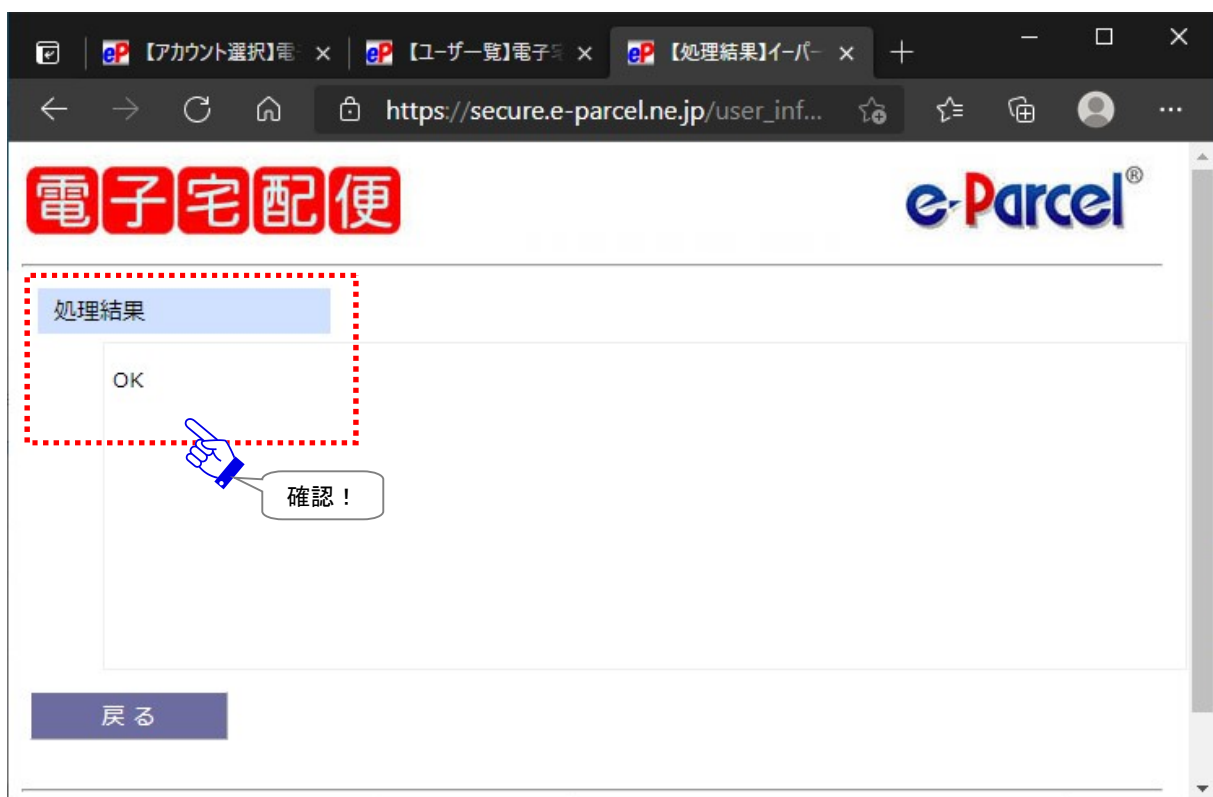 【アカウント選択】電
【ユーザー覧】電子
【処理結果】イーパー
https://secure.e-parcel.ne.jp/user_inf...
電子宅配便
e-Parcel®
処理結果
OK
確認！
戻る